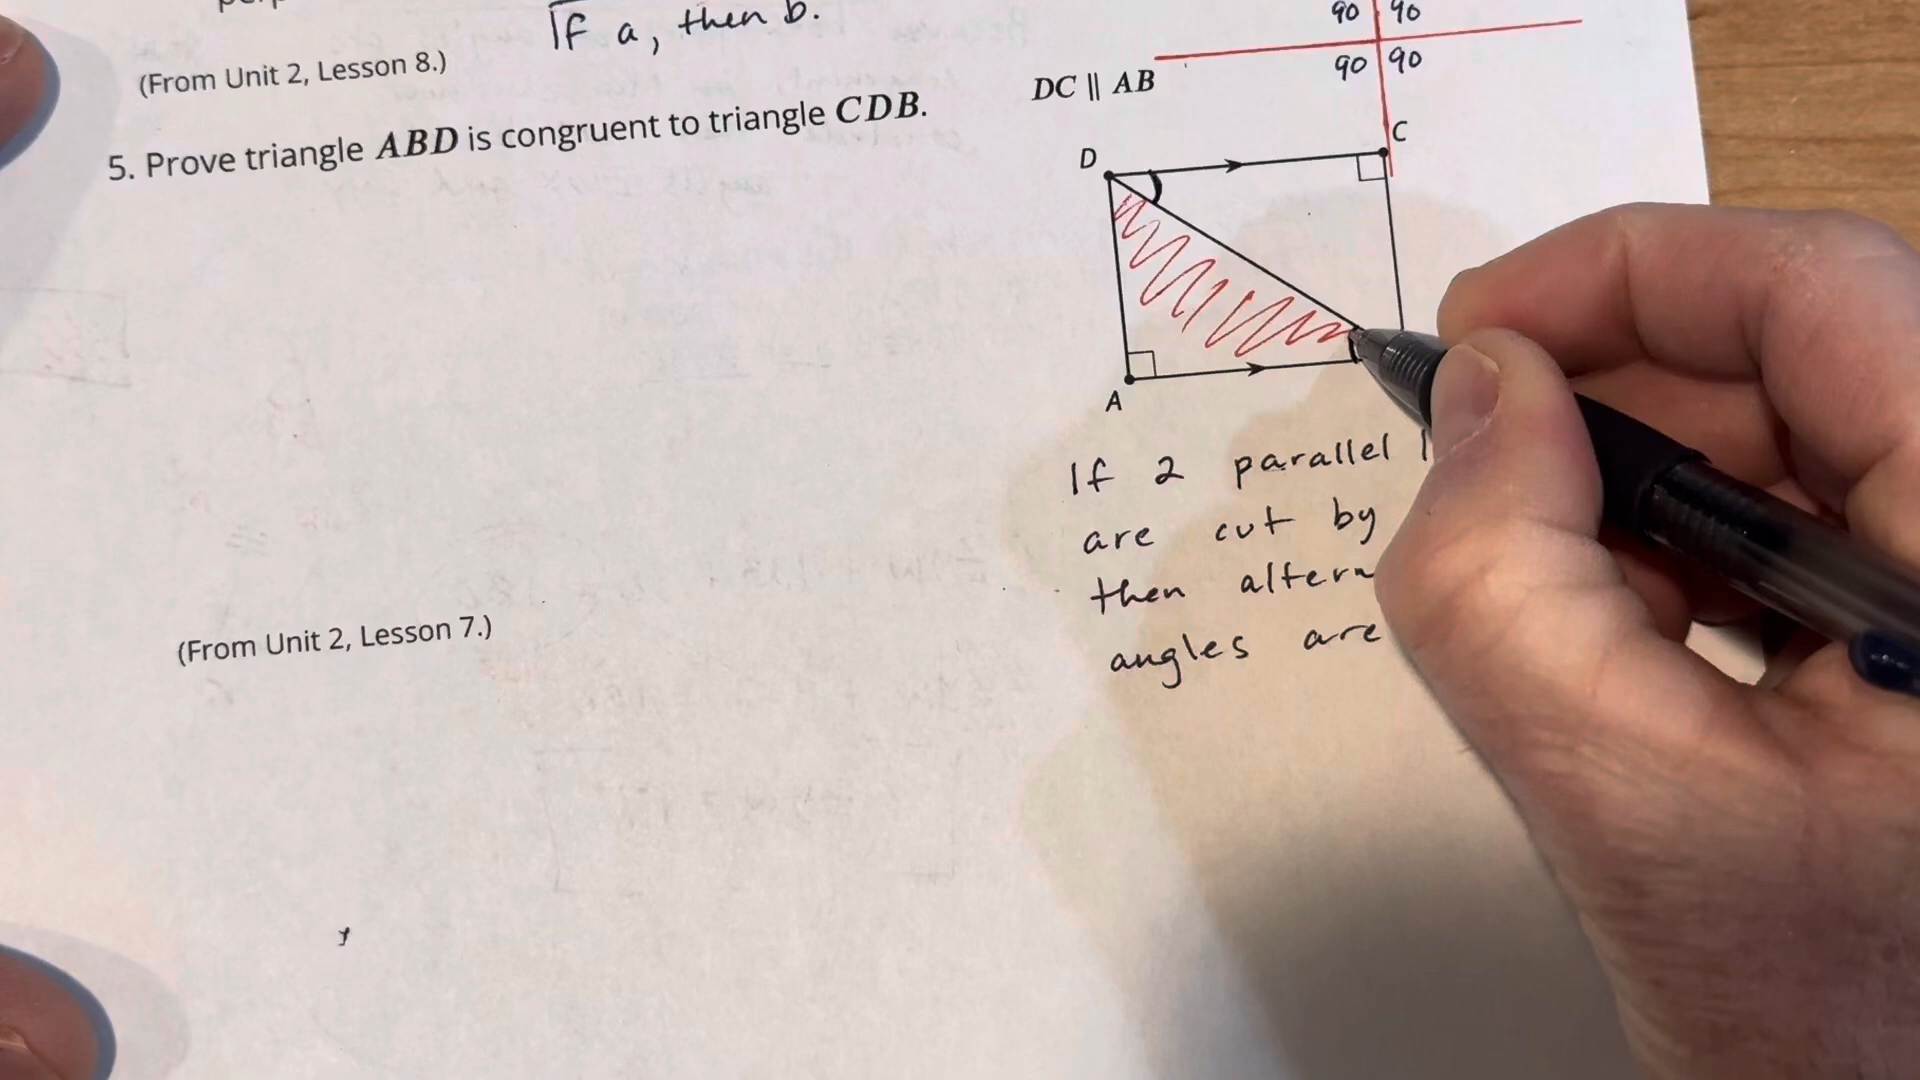 If a, then b.
(From Unit 2, Lesson 8.)
5. Prove triangle ABD is congruent to triangle CDB.
90 90
90 90
DC ∥ AB
D
C
A
If 2 parallel
are cut by
then
angles are
(From Unit 2, Lesson 7.)